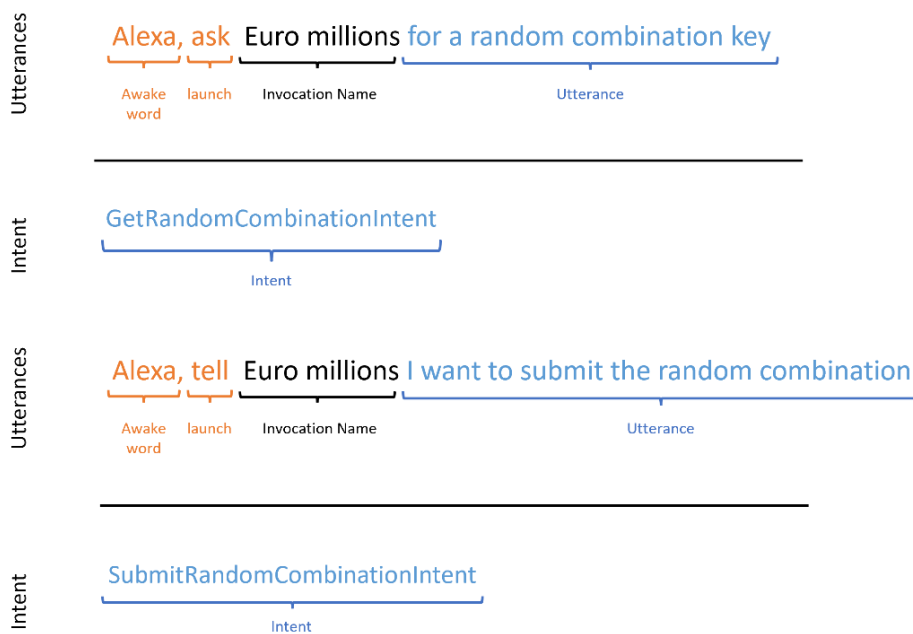 Utterances
Alexa, ask Euro millions for a random combination key
Awake word launch Invocation Name Utterance
Intent
GetRandomCombinationIntent
Intent
Utterances
Alexa, tell Euro millions I want to submit the random combination
Awake word launch Invocation Name Utterance
Intent
SubmitRandomCombinationIntent
Intent